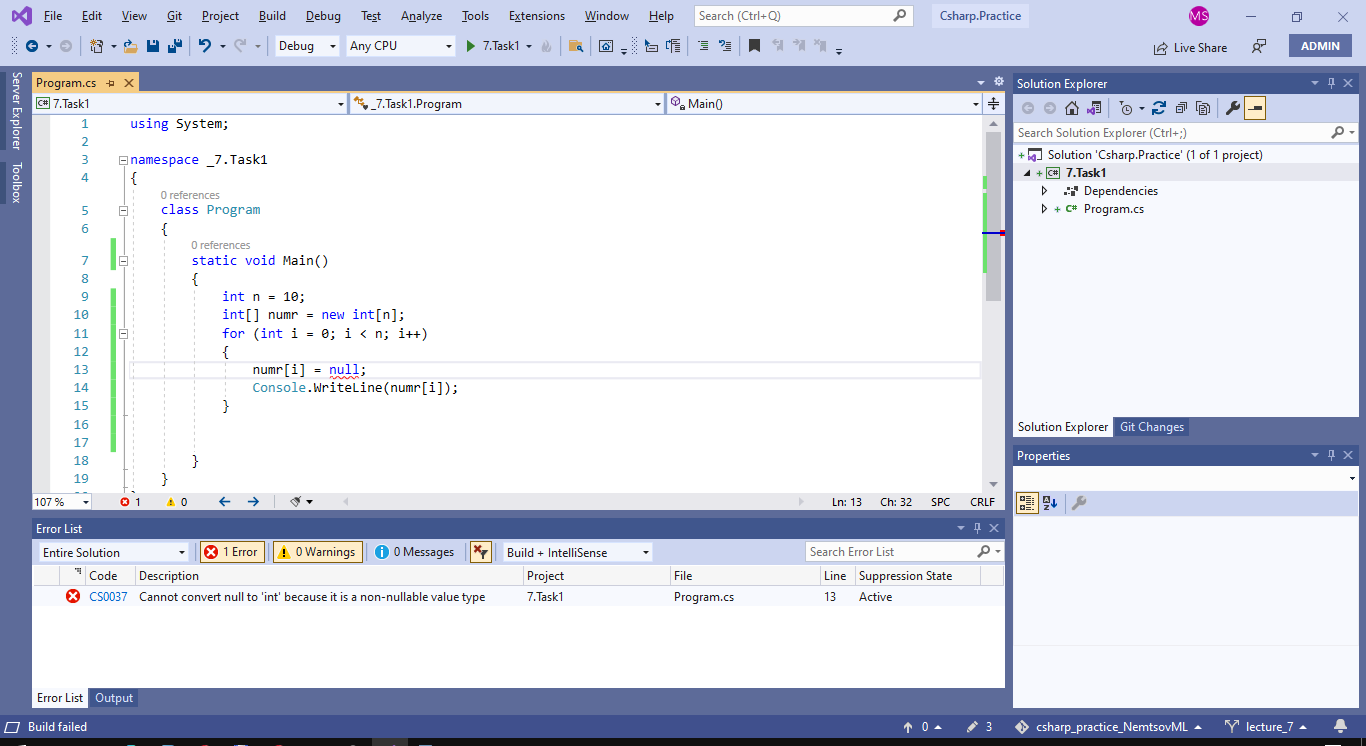 File Edit View Git Project Build Debug Test Analyze Tools Extensions Window Help Search (Ctrl+Q) Csharp.Practice MS
Debug Any CPU 7.Task1 Live Share ADMIN
Server Explorer
Toolbox
Program.cs
C# 7.Task1 _7.Task1.Program Main()
1 using System;
2
3 namespace _7.Task1
4 {
0 references
5 class Program
6 {
0 references
7 static void Main()
8 {
9 int n = 10;
10 int[] numr = new int[n];
11 for (int i = 0; i < n; i++)
12 {
13 numr[i] = null;
14 Console.WriteLine(numr[i]);
15 }
16
17
18 }
19 }
107 % 1 0 Ln: 13 Ch: 32 SPC CRLF
Solution Explorer
Search Solution Explorer (Ctrl+;)
Solution 'Csharp.Practice' (1 of 1 project)
C# 7.Task1
Dependencies
C# Program.cs
Solution Explorer Git Changes
Properties
Error List
Entire Solution 1 Error 0 Warnings 0 Messages Build + IntelliSense Search Error List
Code Description Project File Line Suppression State
CS0037 Cannot convert null to 'int' because it is a non-nullable value type 7.Task1 Program.cs 13 Active
Error List Output
Build failed 0 3 csharp_practice_NemtsovML lecture_7